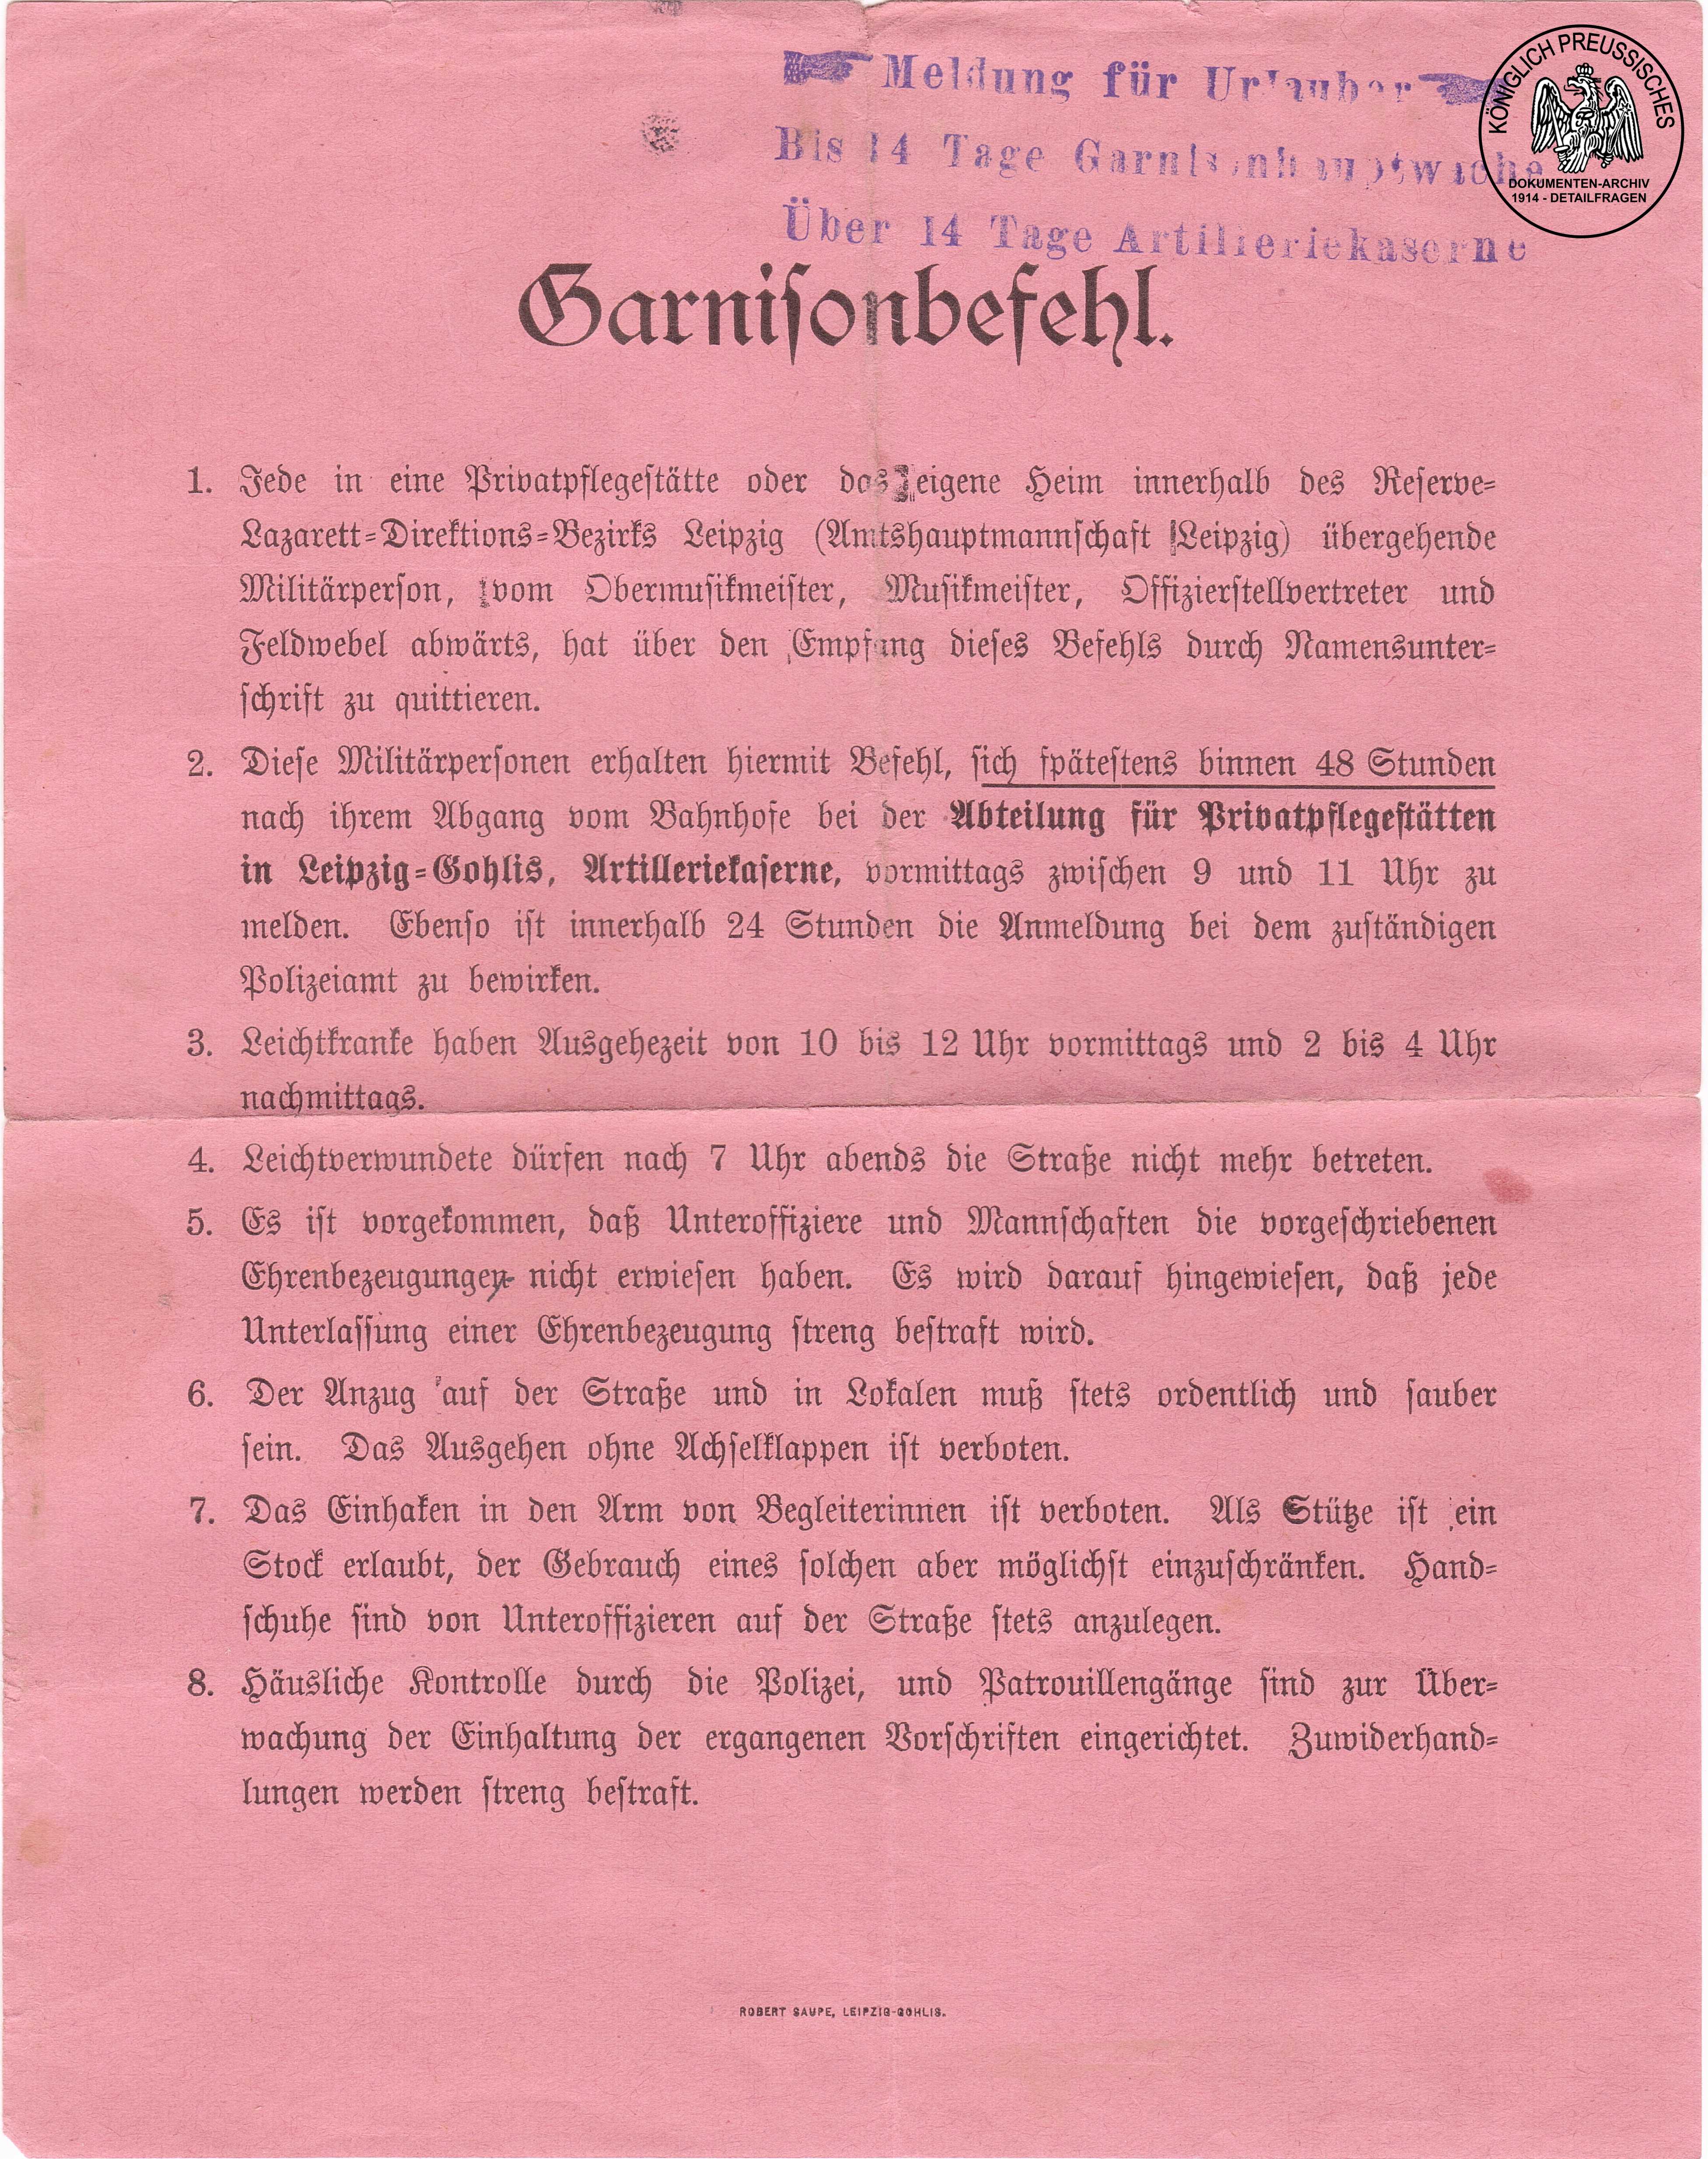 Meldung für Urlauber
Bis 14 Tage Garnisonhauptwache
Über 14 Tage Artilleriekaserne
KÖNIGLICH PREUSSISCHES
DOKUMENTEN-ARCHIV
1914 - DETAILFRAGEN
Garniſonbefehl.
1. Jede in eine Privatpflegeſtätte oder das eigene Heim innerhalb des Reſerve-
Lazarett-Direktions-Bezirks Leipzig (Amtshauptmannſchaft Leipzig) übergehende
Militärperſon, vom Obermuſikmeiſter, Muſikmeiſter, Offizierſtellvertreter und
Feldwebel abwärts, hat über den Empfang dieſes Befehls durch Namensunter-
ſchrift zu quittieren.
2. Dieſe Militärperſonen erhalten hiermit Befehl, ſich ſpäteſtens binnen 48 Stunden
nach ihrem Abgang vom Bahnhofe bei der Abteilung für Privatpflegeſtätten
in Leipzig-Gohlis, Artilleriekaſerne, vormittags zwiſchen 9 und 11 Uhr zu
melden. Ebenſo iſt innerhalb 24 Stunden die Anmeldung bei dem zuſtändigen
Polizeiamt zu bewirken.
3. Leichtkranke haben Ausgehezeit von 10 bis 12 Uhr vormittags und 2 bis 4 Uhr
nachmittags.
4. Leichtverwundete dürfen nach 7 Uhr abends die Straße nicht mehr betreten.
5. Es iſt vorgekommen, daß Unteroffiziere und Mannſchaften die vorgeſchriebenen
Ehrenbezeugungen nicht erwieſen haben. Es wird darauf hingewieſen, daß jede
Unterlaſſung einer Ehrenbezeugung ſtreng beſtraft wird.
6. Der Anzug auf der Straße und in Lokalen muß ſtets ordentlich und ſauber
ſein. Das Ausgehen ohne Achſelklappen iſt verboten.
7. Das Einhaken in den Arm von Begleiterinnen iſt verboten. Als Stütze iſt ein
Stock erlaubt, der Gebrauch eines ſolchen aber möglichſt einzuſchränken. Hand-
ſchuhe ſind von Unteroffizieren auf der Straße ſtets anzulegen.
8. Häusliche Kontrolle durch die Polizei, und Patrouillengänge ſind zur Über-
wachung der Einhaltung der ergangenen Vorſchriften eingerichtet. Zuwiderhand-
lungen werden ſtreng beſtraft.
ROBERT SAUPE, LEIPZIG-GOHLIS.